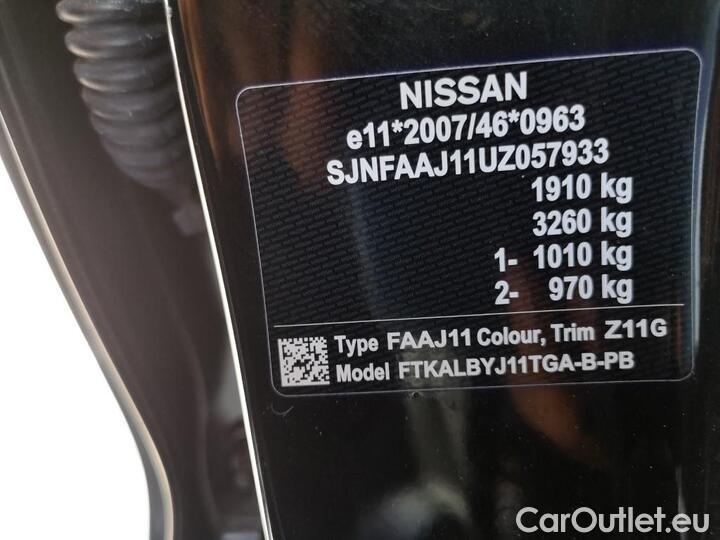 NISSAN
e11*2007/46*0963
SJNFAAJ11UZ057933
1910 kg
3260 kg
1- 1010 kg
2- 970 kg
Type FAAJ11 Colour, Trim Z11G
Model FTKALBYJ11TGA-B-PB
CarOutlet.eu